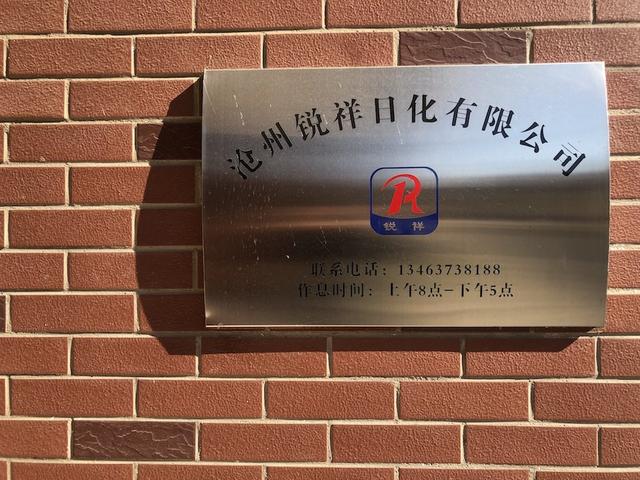 沧州锐祥日化有限公司
R
锐祥
联系电话：13463738188
作息时间：上午8点-下午5点